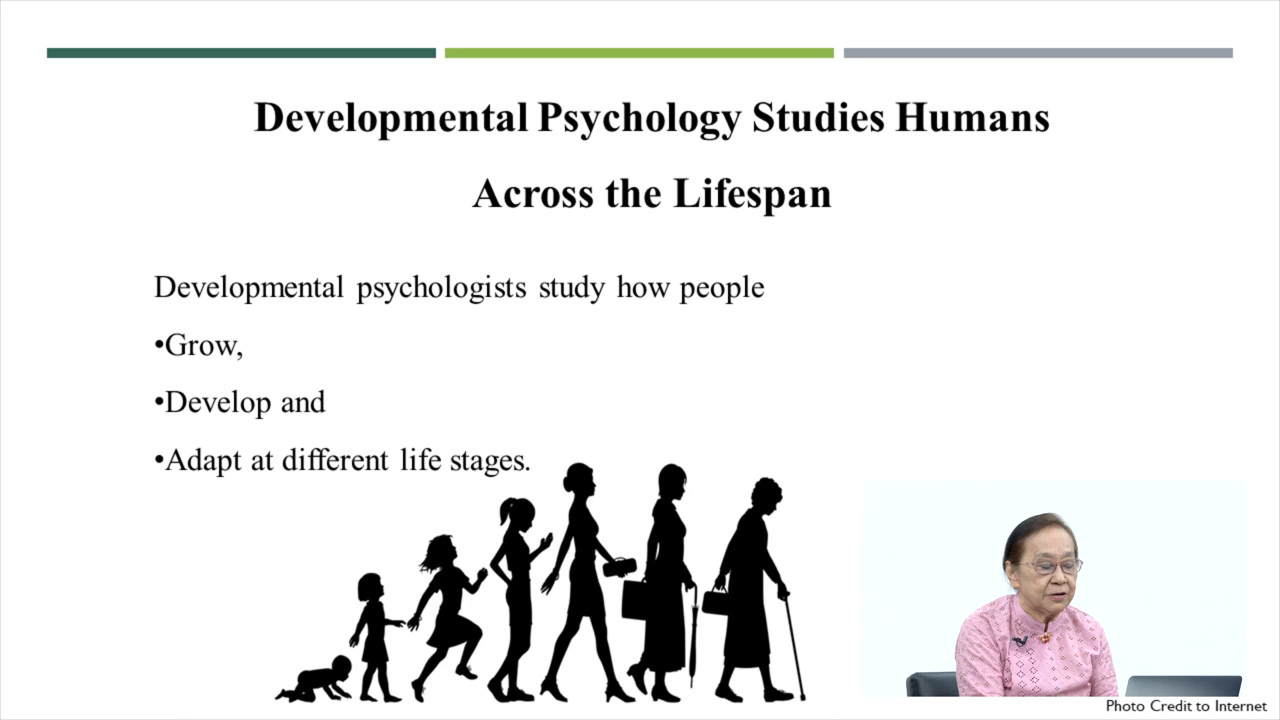 Developmental Psychology Studies Humans
Across the Lifespan
Developmental psychologists study how people
•Grow,
•Develop and
•Adapt at different life stages.
Photo Credit to Internet